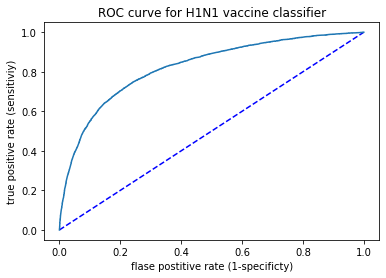 ROC curve for H1N1 vaccine classifier
true positive rate (sensitiviy)
1.0
0.8
0.6
0.4
0.2
0.0
0.0 0.2 0.4 0.6 0.8 1.0
flase postitive rate (1-specificty)